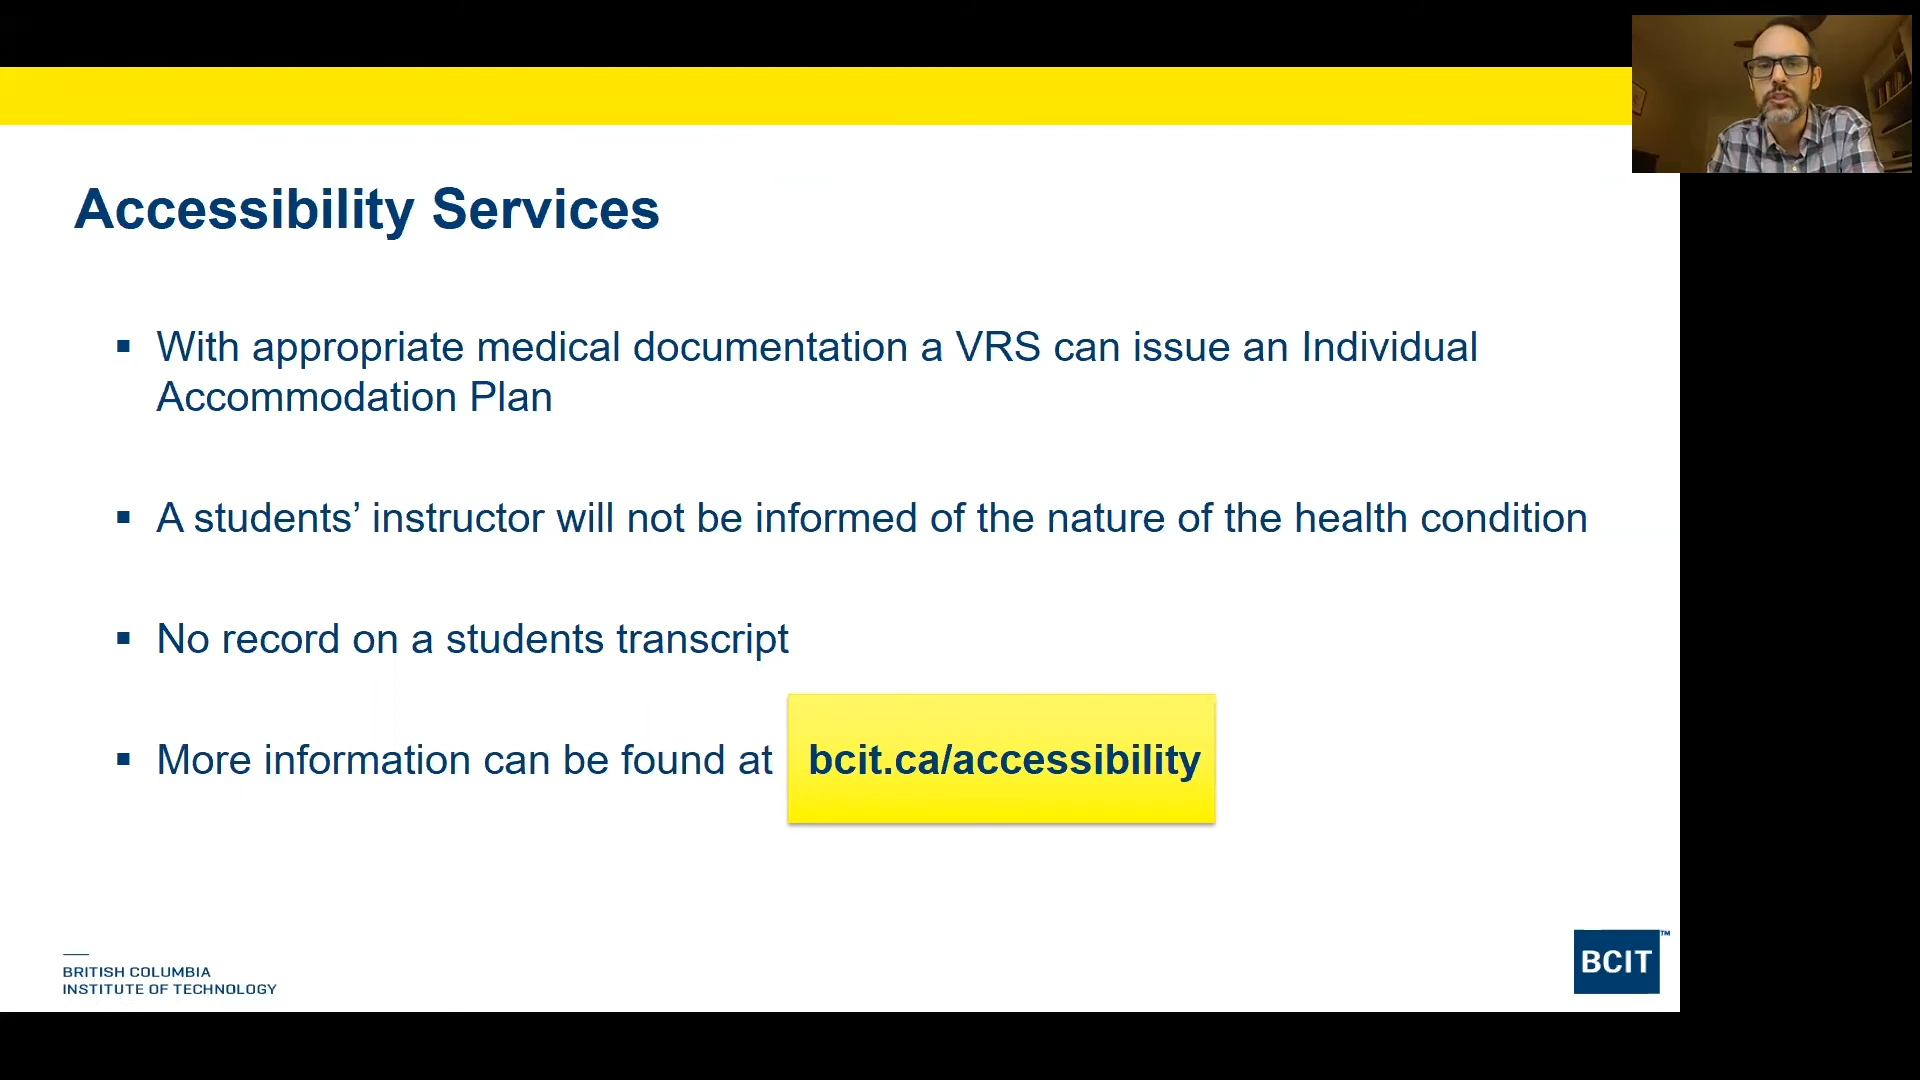 Accessibility Services
▪ With appropriate medical documentation a VRS can issue an Individual
Accommodation Plan
▪ A students’ instructor will not be informed of the nature of the health condition
▪ No record on a students transcript
▪ More information can be found at bcit.ca/accessibility
BRITISH COLUMBIA
INSTITUTE OF TECHNOLOGY
BCIT™